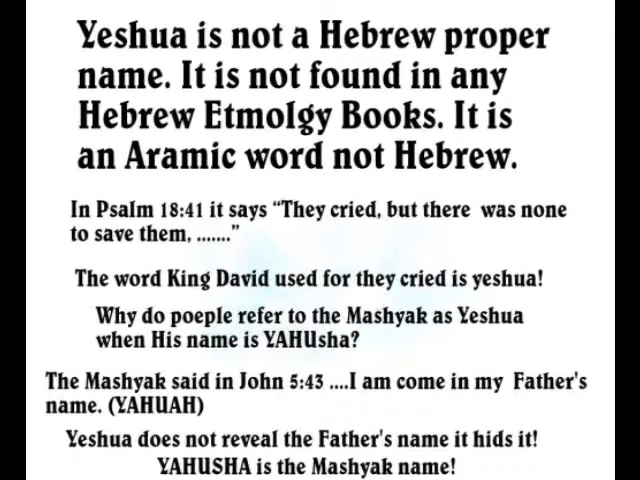 Yeshua is not a Hebrew proper
name. It is not found in any
Hebrew Etmolgy Books. It is
an Aramic word not Hebrew.
In Psalm 18:41 it says “They cried, but there was none
to save them, .......”
The word King David used for they cried is yeshua!
Why do poeple refer to the Mashyak as Yeshua
when His name is YAHUsha?
The Mashyak said in John 5:43 ....I am come in my Father's
name. (YAHUAH)
Yeshua does not reveal the Father's name it hids it!
YAHUSHA is the Mashyak name!